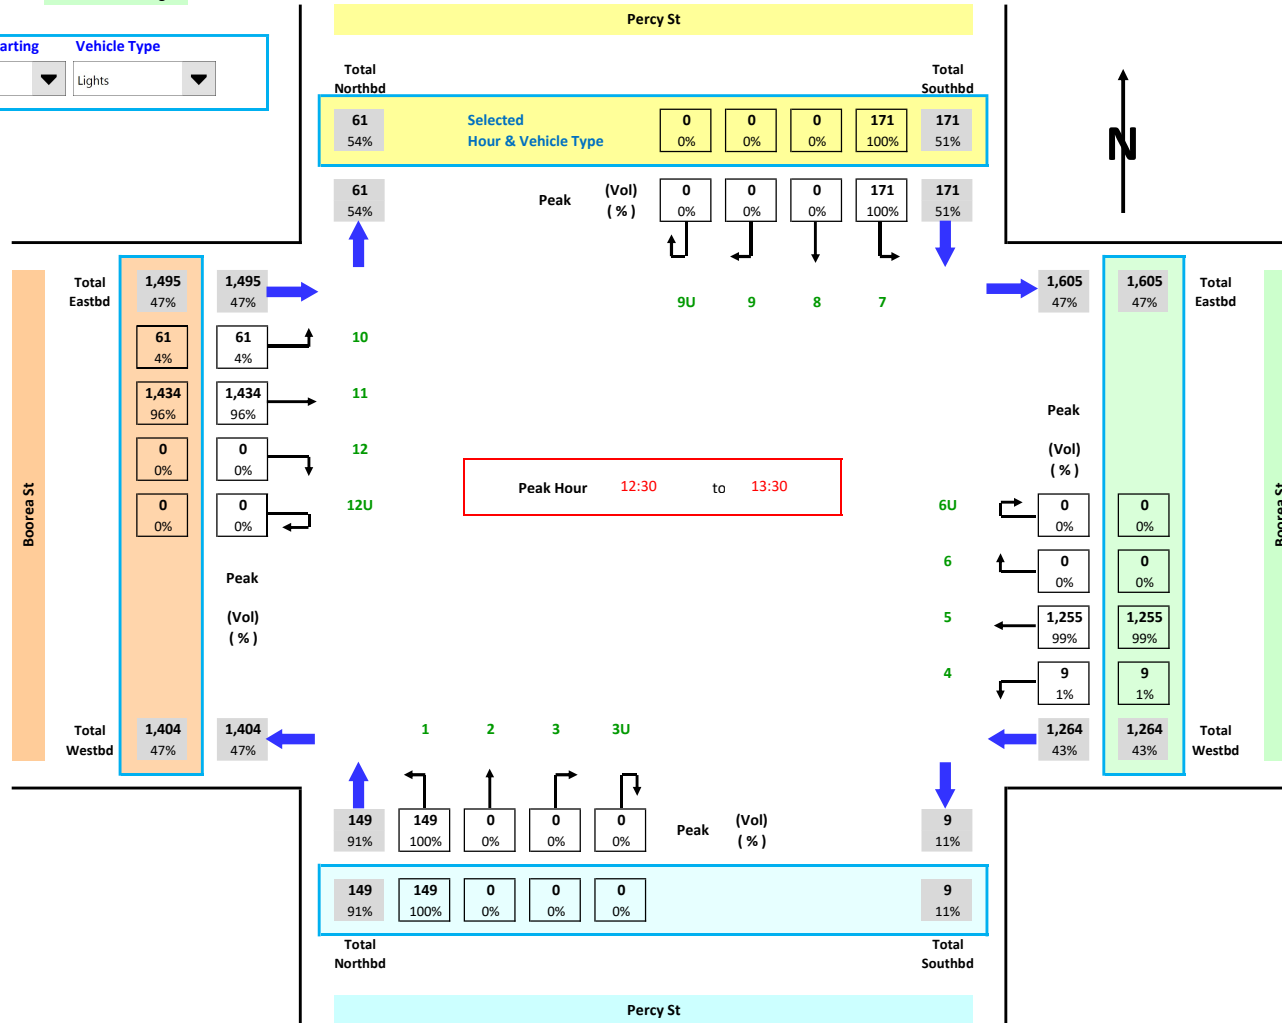 Percy St
arting Vehicle Type
Lights
Total Total
Northbd Southbd
61 Selected 0 0 0 171 171
54% Hour & Vehicle Type 0% 0% 0% 100% 51%
61 Peak (Vol) 0 0 0 171 171
54% ( % ) 0% 0% 0% 100% 51%
N
Total 1,495 1,495 1,605 1,605 Total
Eastbd 47% 47% 47% 47% Eastbd
9U 9 8 7
61 61 10
4% 4%
1,434 1,434 11
96% 96%
Peak
0 0 12 (Vol)
0% 0% ( % )
Boorea St
Peak Hour 12:30 to 13:30
0 0 12U 6U 0 0
0% 0% 0% 0%
Boorea St
6 0 0
0% 0%
Peak
(Vol) 5 1,255 1,255
( % ) 99% 99%
4 9 9
1% 1%
Total 1,404 1,404 1 2 3 3U 1,264 1,264 Total
Westbd 47% 47% 43% 43% Westbd
149 149 0 0 0 Peak (Vol) 9
91% 100% 0% 0% 0% ( % ) 11%
149 149 0 0 0 9
91% 100% 0% 0% 0% 11%
Total Total
Northbd Southbd
Percy St